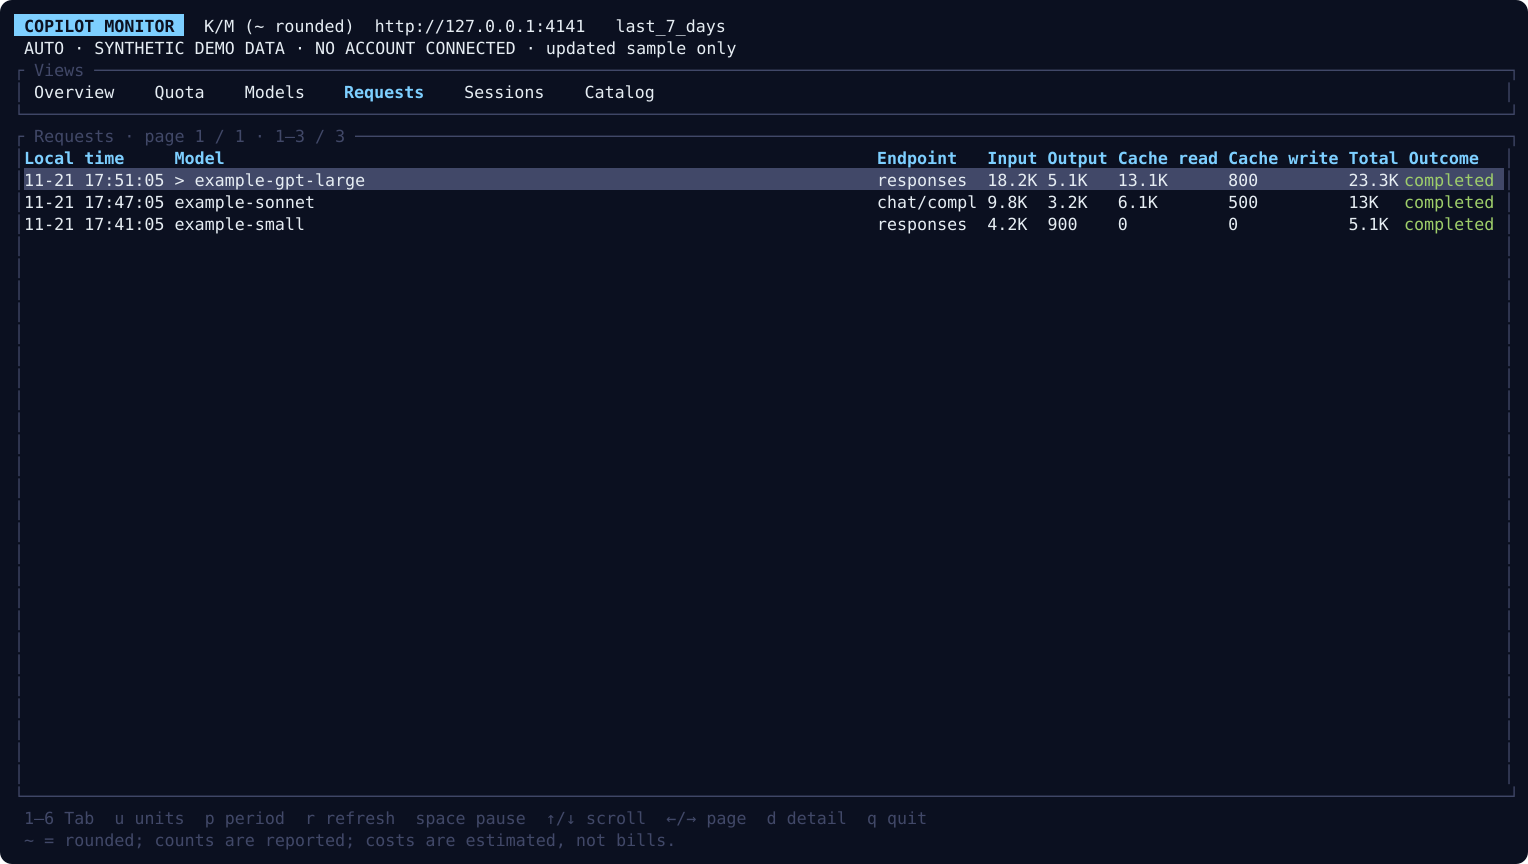 COPILOT MONITOR K/M (~ rounded) http://127.0.0.1:4141 last_7_days
AUTO · SYNTHETIC DEMO DATA · NO ACCOUNT CONNECTED · updated sample only
Views
Overview Quota Models Requests Sessions Catalog
Requests · page 1 / 1 · 1–3 / 3
Local time Model Endpoint Input Output Cache read Cache write Total Outcome
11-21 17:51:05 > example-gpt-large responses 18.2K 5.1K 13.1K 800 23.3K completed
11-21 17:47:05 example-sonnet chat/compl 9.8K 3.2K 6.1K 500 13K completed
11-21 17:41:05 example-small responses 4.2K 900 0 0 5.1K completed
1–6 Tab u units p period r refresh space pause ↑/↓ scroll ←/→ page d detail q quit
~ = rounded; counts are reported; costs are estimated, not bills.